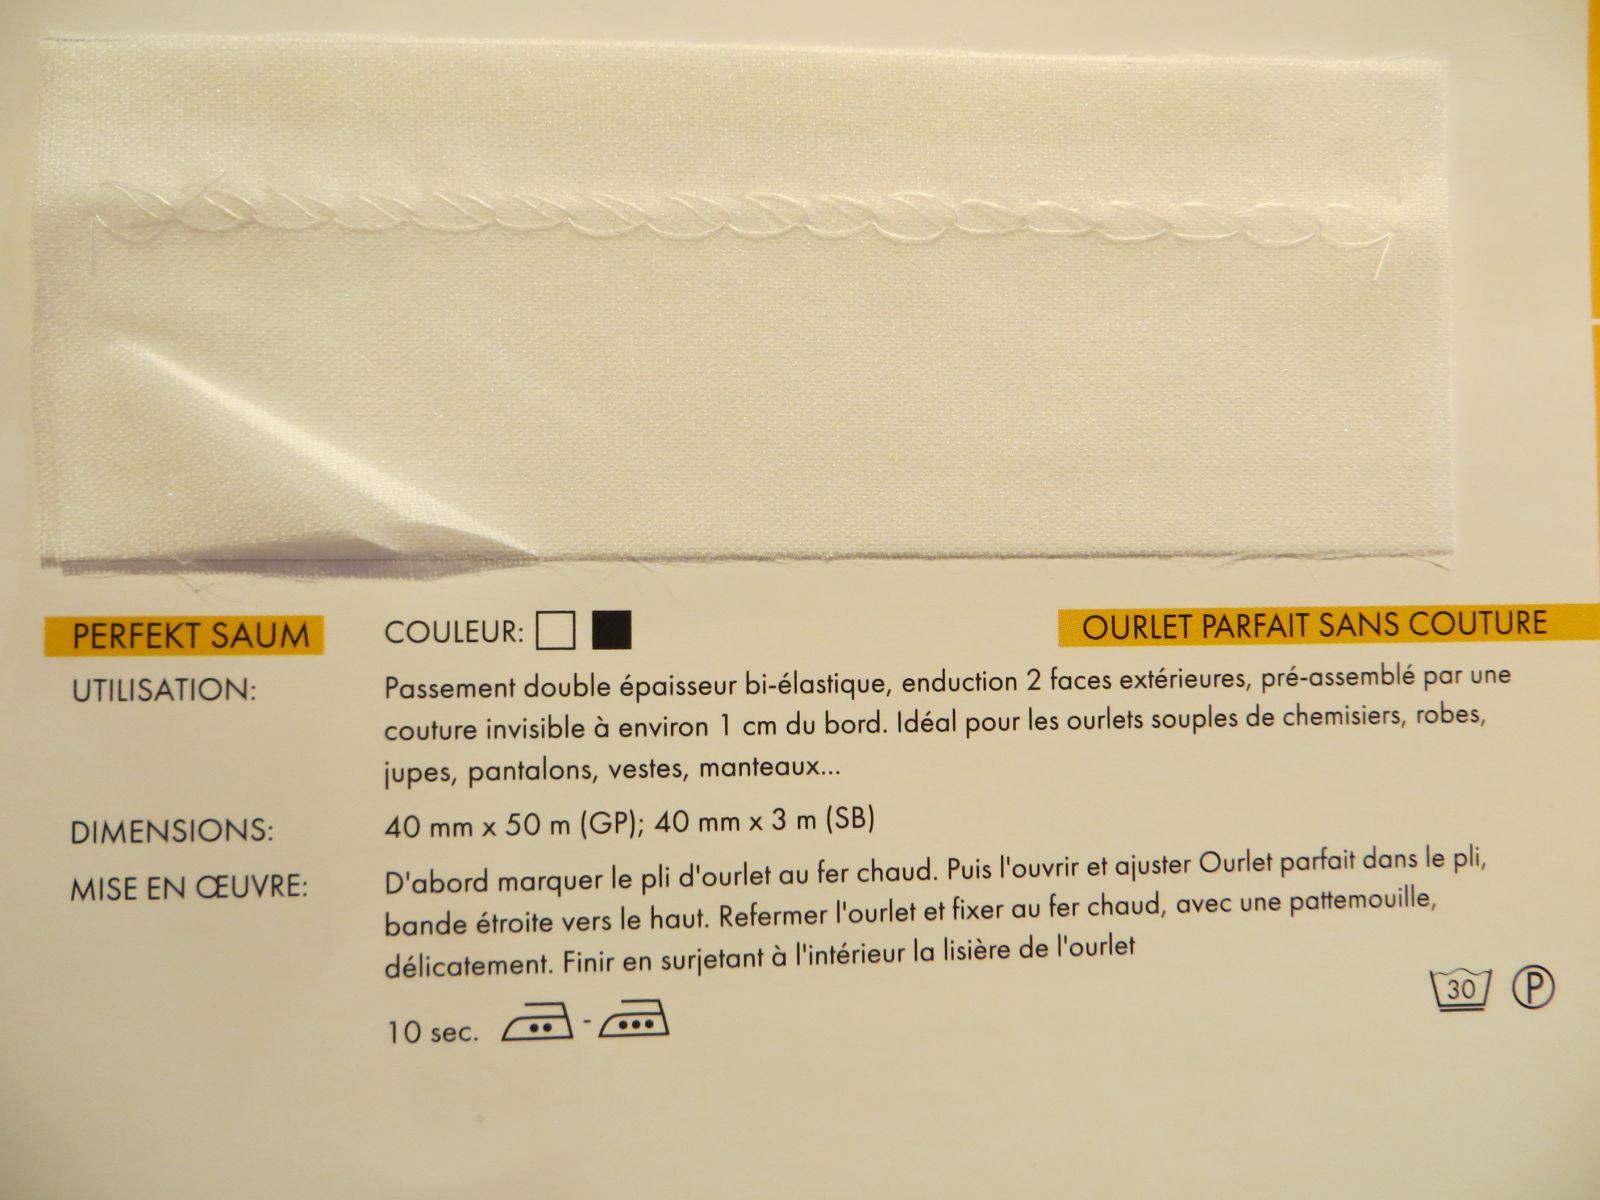 PERFEKT SAUM
COULEUR:
OURLET PARFAIT SANS COUTURE
UTILISATION:
Passement double épaisseur bi-élastique, enduction 2 faces extérieures, pré-assemblé par une
couture invisible à environ 1 cm du bord. Idéal pour les ourlets souples de chemisiers, robes,
jupes, pantalons, vestes, manteaux...
DIMENSIONS:
40 mm x 50 m (GP); 40 mm x 3 m (SB)
MISE EN ŒUVRE:
D'abord marquer le pli d'ourlet au fer chaud. Puis l'ouvrir et ajuster Ourlet parfait dans le pli,
bande étroite vers le haut. Refermer l'ourlet et fixer au fer chaud, avec une pattemouille,
délicatement. Finir en surjetant à l'intérieur la lisière de l'ourlet
10 sec. -
30 P